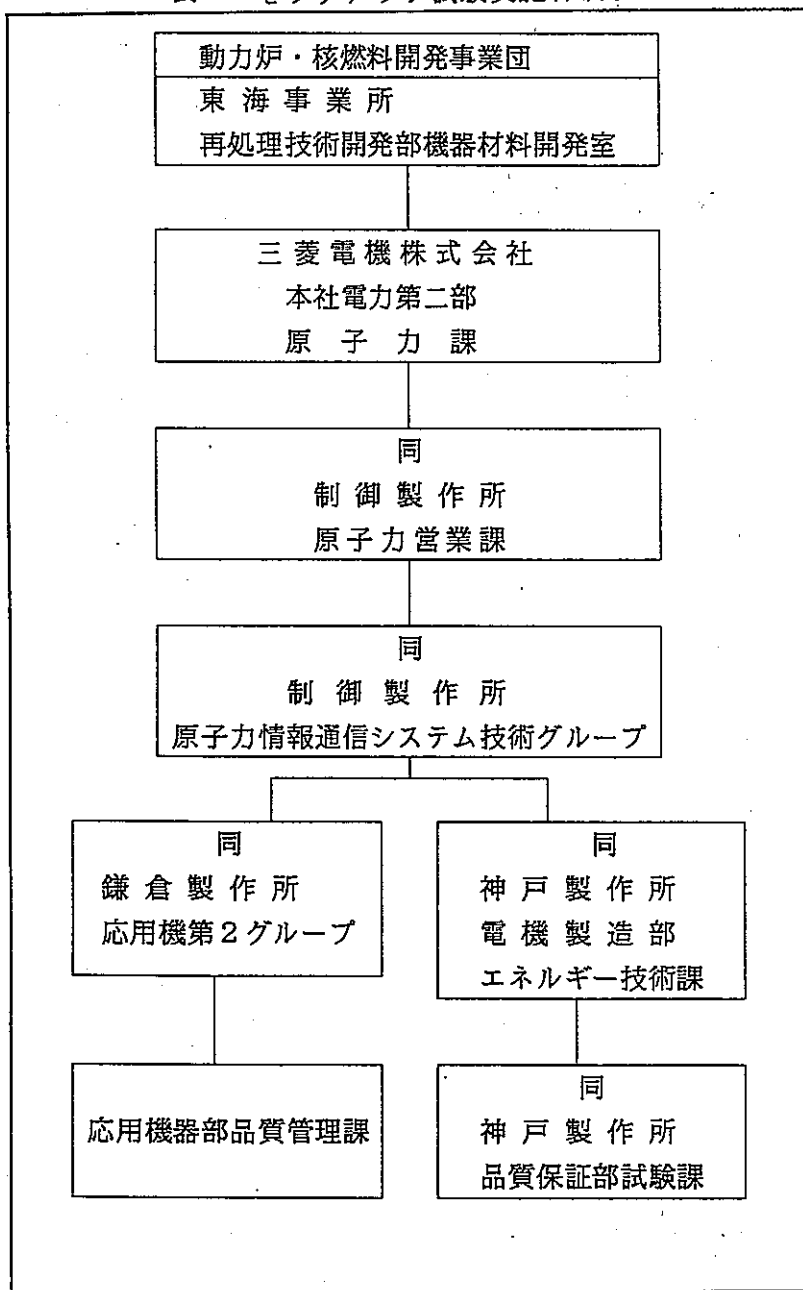 動力炉・核燃料開発事業団
東海事業所
再処理技術開発部機器材料開発室
三菱電機株式会社
本社電力第二部
原子力課
同
制御製作所
原子力営業課
同
制御製作所
原子力情報通信システム技術グループ
同
鎌倉製作所
応用機第2グループ
同
神戸製作所
電機製造部
エネルギー技術課
応用機器部品質管理課
同
神戸製作所
品質保証部試験課